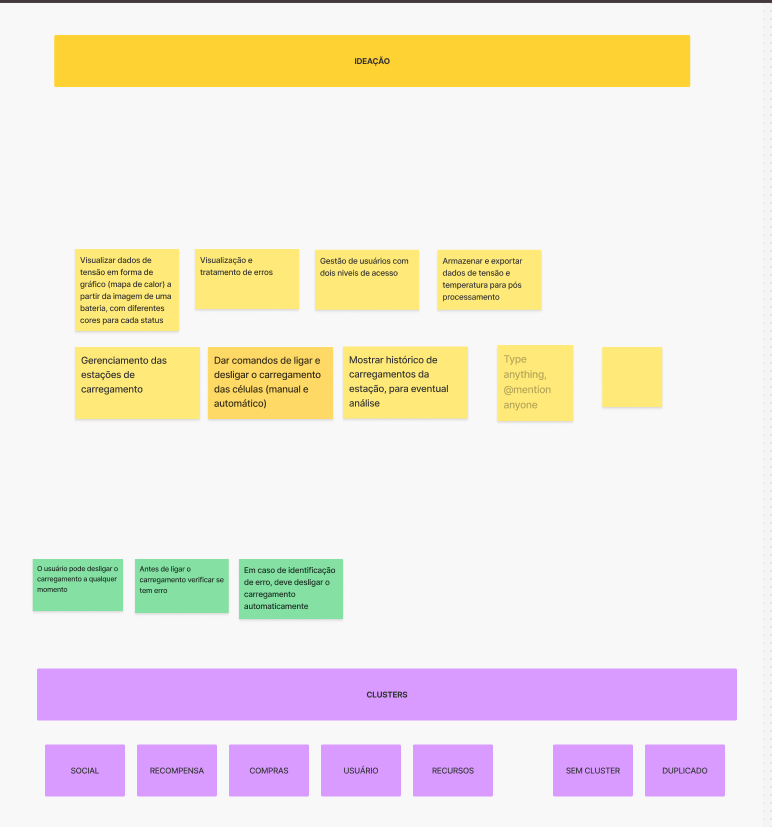 IDEAÇÃO
Visualizar dados de
tensão em forma de
gráfico (mapa de calor) a
partir da imagem de uma
bateria, com diferentes
cores para cada status
Visualização e
tratamento de erros
Gestão de usuários com
dois niveis de acesso
Armazenar e exportar
dados de tensão e
temperatura para pós
processamento
Gerenciamento das
estações de
carregamento
Dar comandos de ligar e
desligar o carregamento
das células (manual e
automático)
Mostrar histórico de
carregamentos da
estação, para eventual
análise
Type
anything,
@mention
anyone
O usuário pode desligar o
carregamento a qualquer
momento
Antes de ligar o
carregamento verificar se
tem erro
Em caso de identificação
de erro, deve desligar o
carregamento
automaticamente
CLUSTERS
SOCIAL
RECOMPENSA
COMPRAS
USUÁRIO
RECURSOS
SEM CLUSTER
DUPLICADO